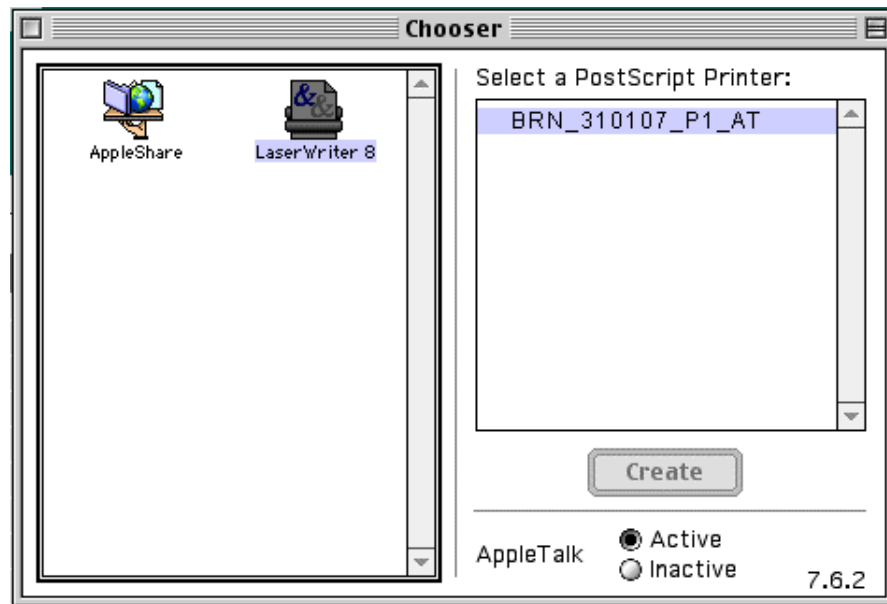 Chooser
AppleShare
LaserWriter 8
Select a PostScript Printer:
BRN_310107_P1_AT
Create
AppleTalk
Active
Inactive
7.6.2